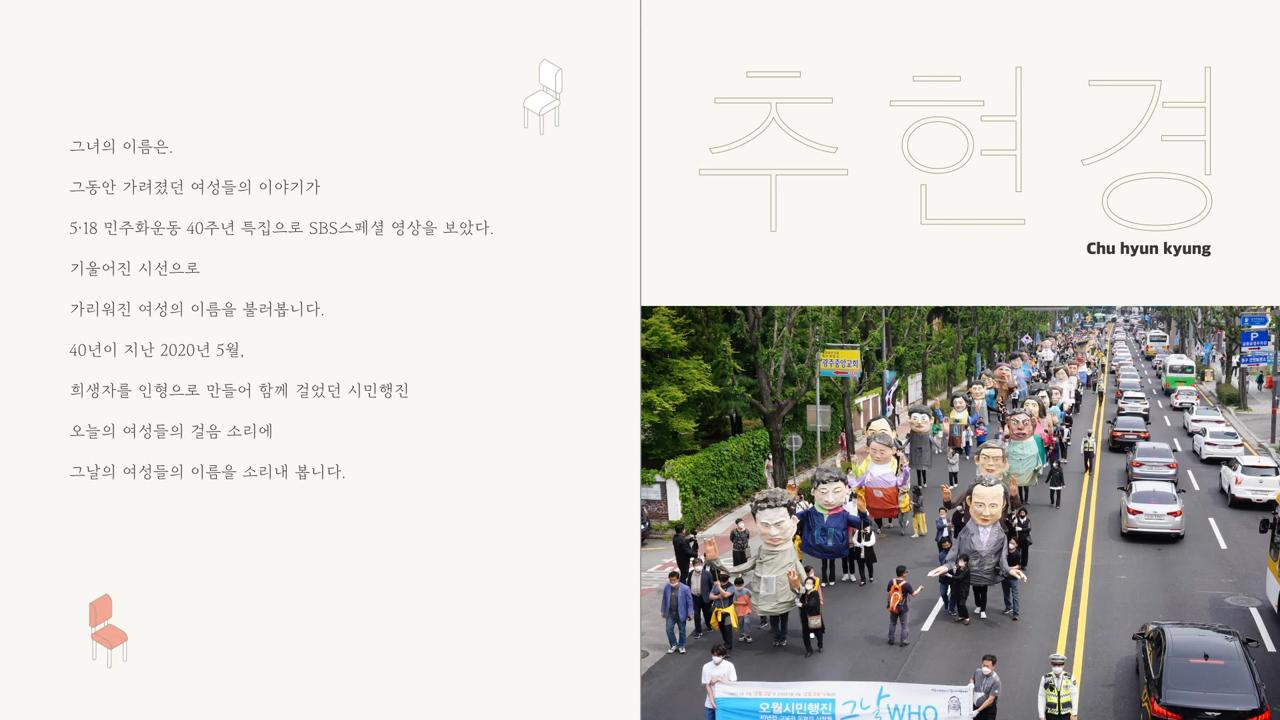 그녀의 이름은.
그동안 가려졌던 여성들의 이야기가
5·18 민주화운동 40주년 특집으로 SBS스페셜 영상을 보았다.
기울어진 시선으로
가리워진 여성의 이름을 불러봅니다.
40년이 지난 2020년 5월,
희생자를 인형으로 만들어 함께 걸었던 시민행진
오늘의 여성들의 걸음 소리에
그날의 여성들의 이름을 소리내 봅니다.
추현경
Chu hyun kyung
광주중앙교회
P
오월시민행진
그날 WHO